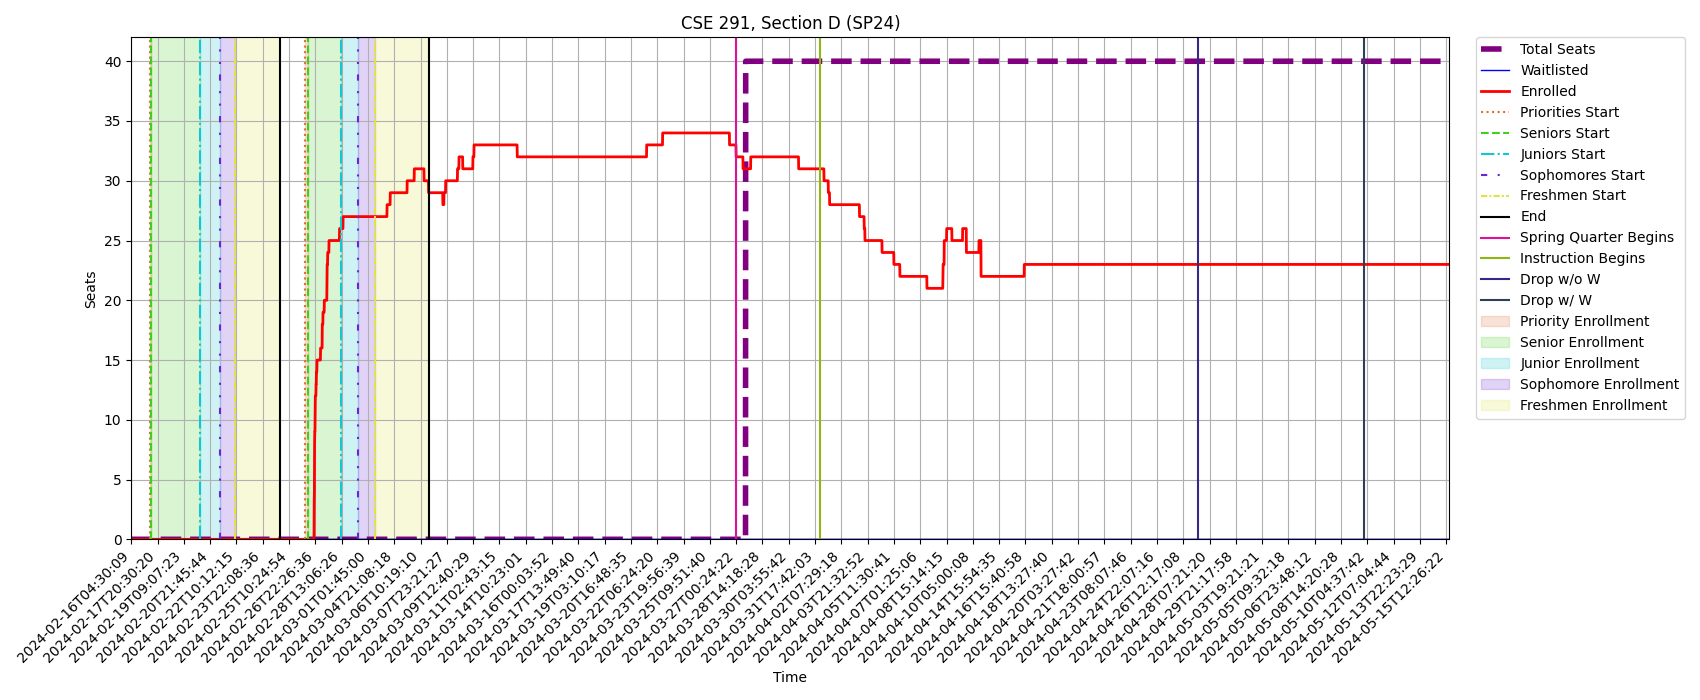 CSE 291, Section D (SP24)
Seats
40
35
30
25
20
15
10
5
0
2024-02-16T04:30:09
2024-02-17T20:30:20
2024-02-19T09:07:23
2024-02-20T21:45:44
2024-02-22T10:12:15
2024-02-23T22:08:36
2024-02-25T10:24:54
2024-02-26T22:26:36
2024-02-28T13:06:26
2024-03-01T01:45:00
2024-03-04T21:08:18
2024-03-06T10:19:10
2024-03-07T23:21:27
2024-03-09T12:40:29
2024-03-11T02:43:15
2024-03-14T10:23:01
2024-03-16T00:03:52
2024-03-17T13:49:40
2024-03-19T03:10:17
2024-03-20T16:48:35
2024-03-22T06:24:20
2024-03-23T19:56:39
2024-03-25T09:51:40
2024-03-27T00:24:22
2024-03-28T14:18:28
2024-03-30T03:55:42
2024-03-31T17:42:03
2024-04-02T07:29:18
2024-04-03T21:32:52
2024-04-05T11:30:41
2024-04-07T01:25:06
2024-04-08T15:14:15
2024-04-10T05:00:08
2024-04-14T15:54:35
2024-04-16T15:40:58
2024-04-18T13:27:40
2024-04-20T03:27:42
2024-04-21T18:00:57
2024-04-23T08:07:46
2024-04-24T22:07:16
2024-04-26T12:17:08
2024-04-28T07:21:20
2024-04-29T21:17:58
2024-05-03T19:21:21
2024-05-05T09:32:18
2024-05-06T23:48:12
2024-05-08T14:20:28
2024-05-10T04:37:42
2024-05-12T07:04:44
2024-05-13T22:23:29
2024-05-15T12:26:22
Time
Total Seats
Waitlisted
Enrolled
Priorities Start
Seniors Start
Juniors Start
Sophomores Start
Freshmen Start
End
Spring Quarter Begins
Instruction Begins
Drop w/o W
Drop w/ W
Priority Enrollment
Senior Enrollment
Junior Enrollment
Sophomore Enrollment
Freshmen Enrollment